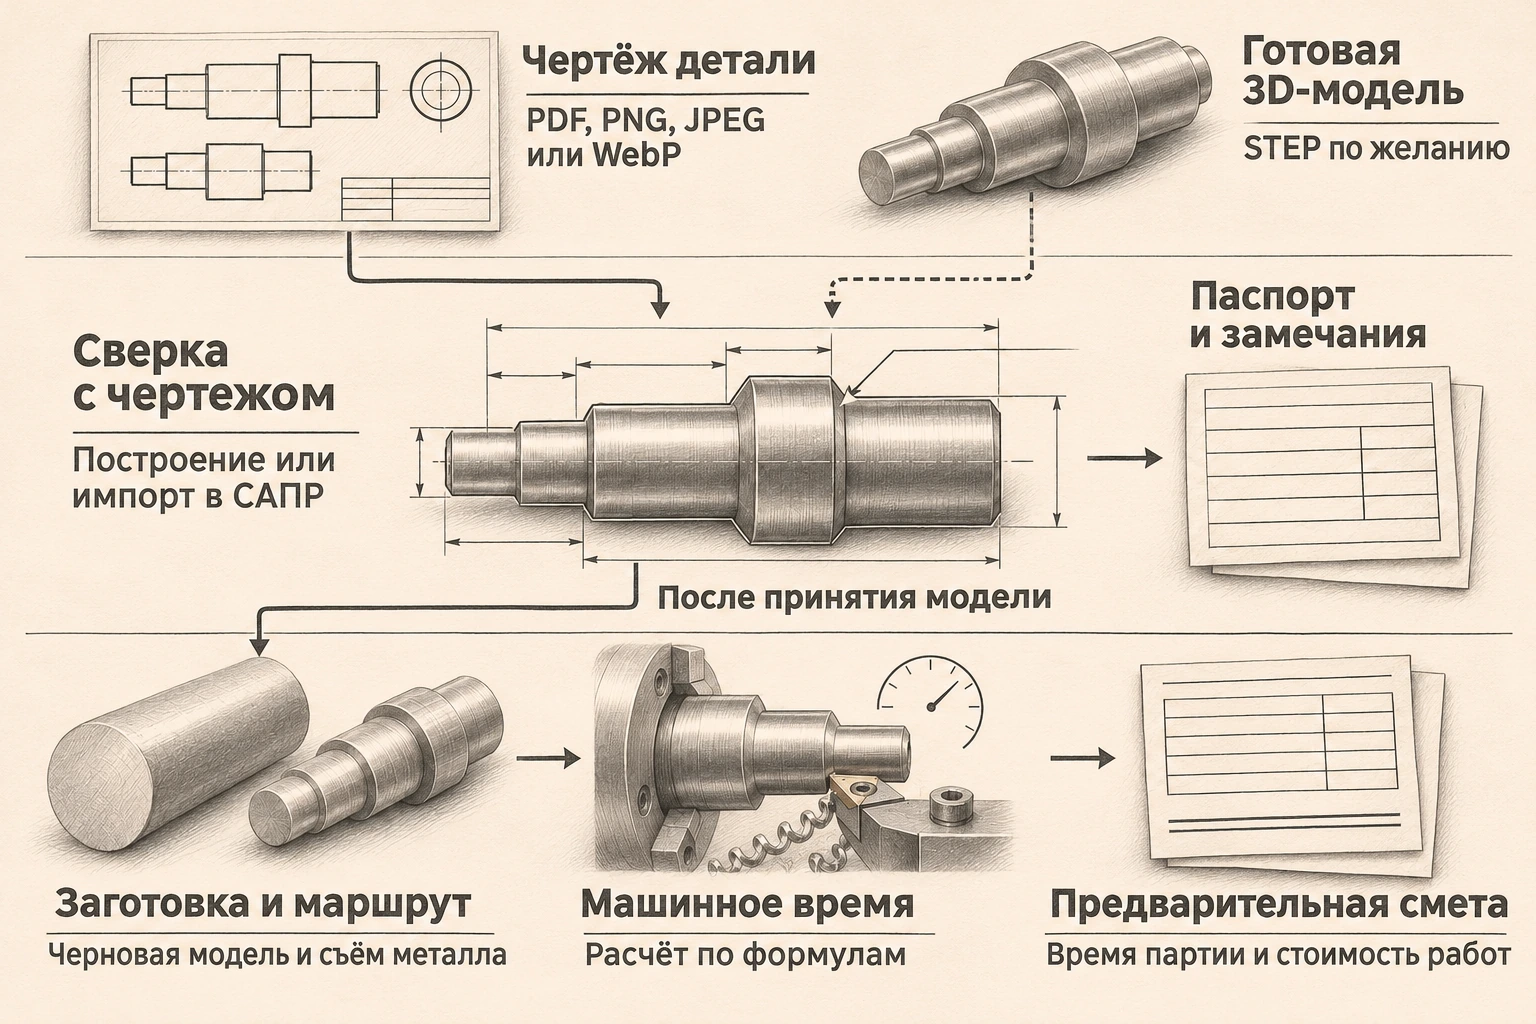 Чертёж детали
PDF, PNG, JPEG
или WebP
Готовая
3D-модель
STEP по желанию
Сверка
с чертежом
Построение или
импорт в САПР
Паспорт
и замечания
После принятия модели
Заготовка и маршрут
Черновая модель и съём металла
Машинное время
Расчёт по формулам
Предварительная смета
Время партии и стоимость работ